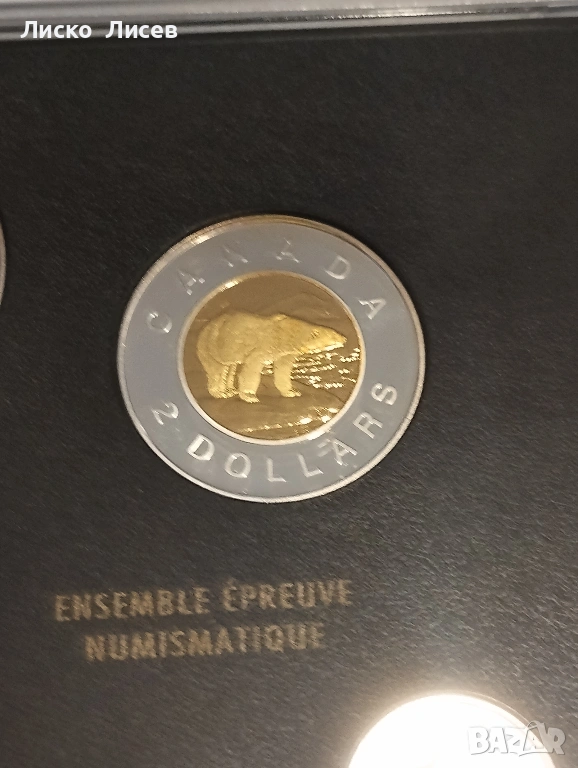 Лиско Лисев
CANADA
2 DOLLARS
ENSEMBLE ÉPREUVE
NUMISMATIQUE
BAZAR